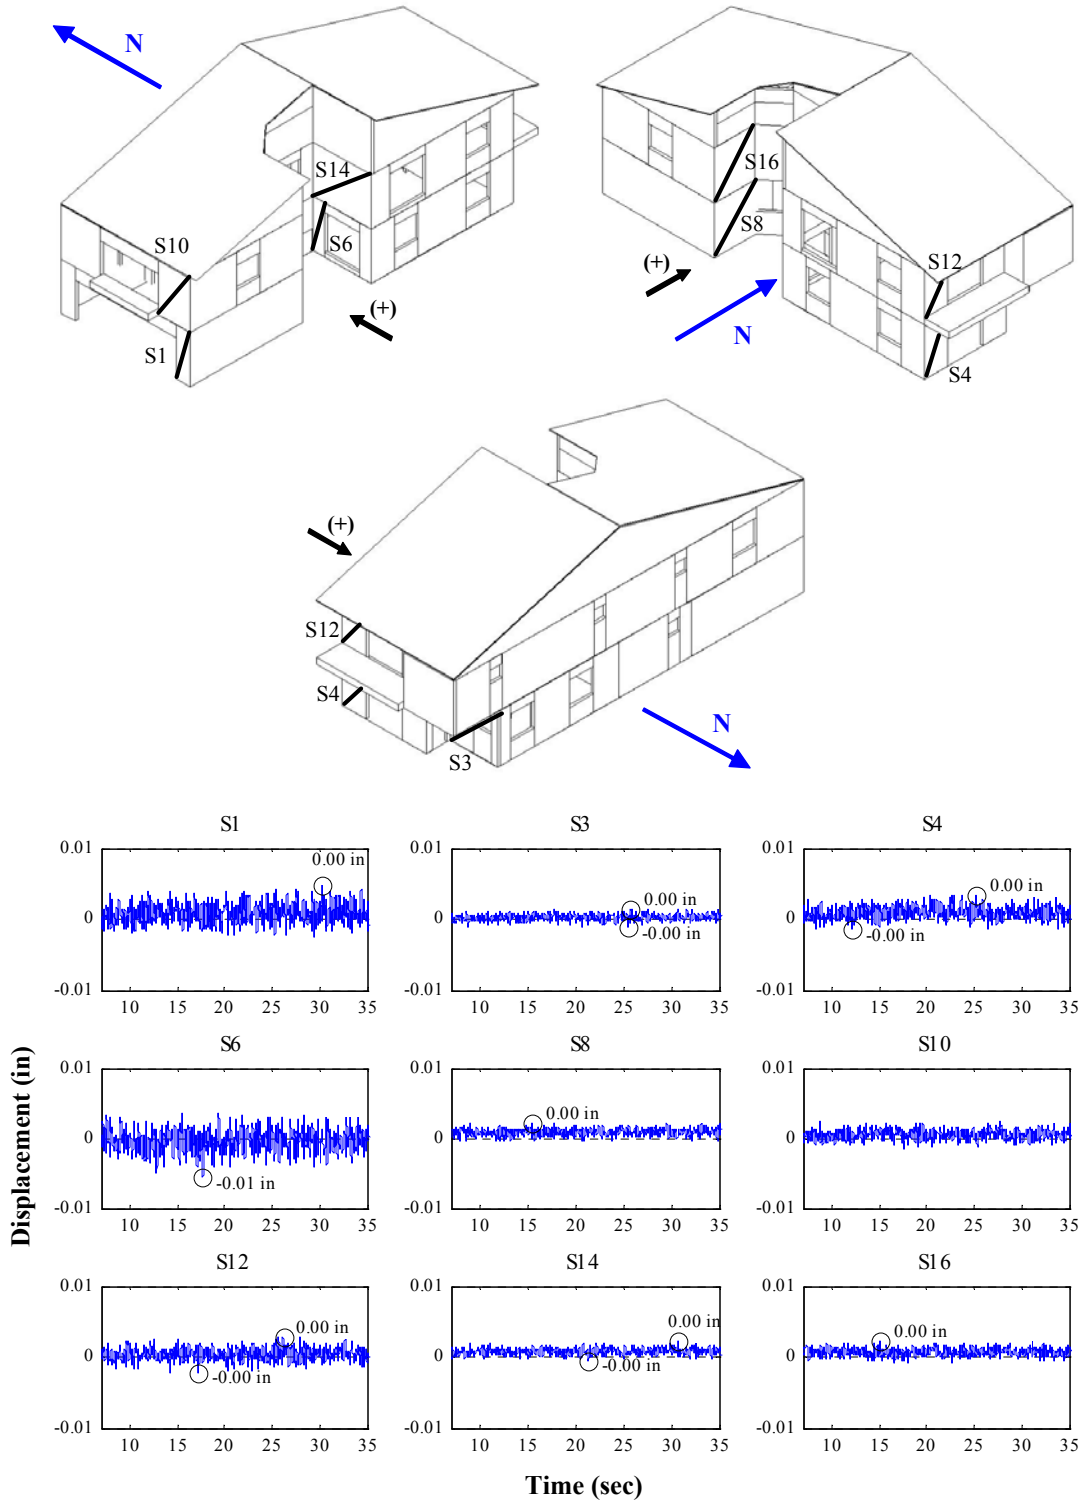 N
N
S14
S16
S10
S6
S8
(+)
S12
(+)
N
S1
S4
(+)
S12
S4
N
S3
S1
S3
S4
0.01
0.00 in
0
-0.01
10 15 20 25 30 35
0.01
0.00 in
0
-0.00 in
-0.01
10 15 20 25 30 35
0.01
0.00 in
0
-0.00 in
-0.01
10 15 20 25 30 35
Displacement (in)
S6
S8
S10
0.01
0
-0.01 in
-0.01
10 15 20 25 30 35
0.01
0.00 in
0
-0.01
10 15 20 25 30 35
0.01
0
-0.01
10 15 20 25 30 35
S12
S14
S16
0.01
0.00 in
0
-0.00 in
-0.01
10 15 20 25 30 35
0.01
0.00 in
0
-0.00 in
-0.01
10 15 20 25 30 35
0.01
0.00 in
0
-0.01
10 15 20 25 30 35
Time (sec)